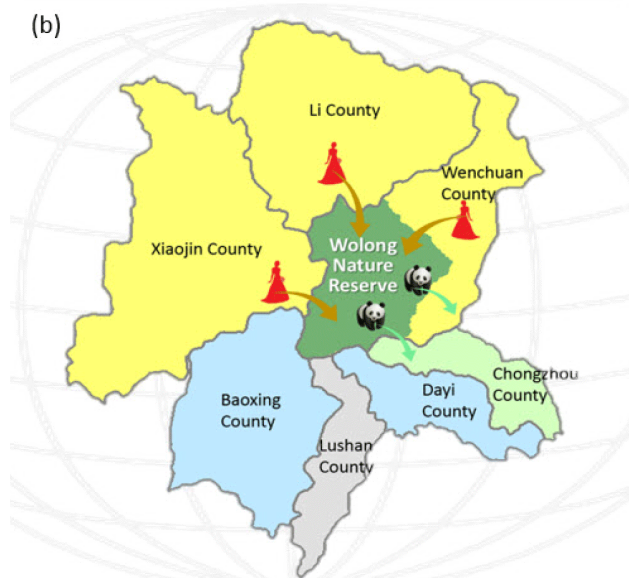 (b)
Li County
Wenchuan
County
Xiaojin County
Wolong
Nature
Reserve
Chongzhou
County
Baoxing
County
Dayi
County
Lushan
County